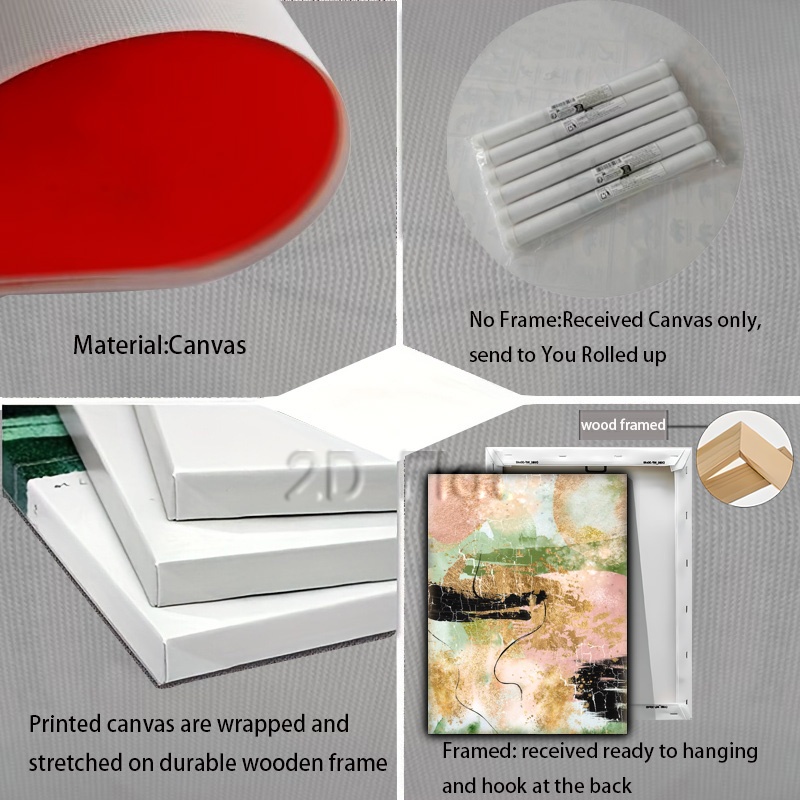 Material:Canvas
No Frame:Received Canvas only,
send to You Rolled up
2D
wood framed
Printed canvas are wrapped and
stretched on durable wooden frame
Framed: received ready to hanging
and hook at the back